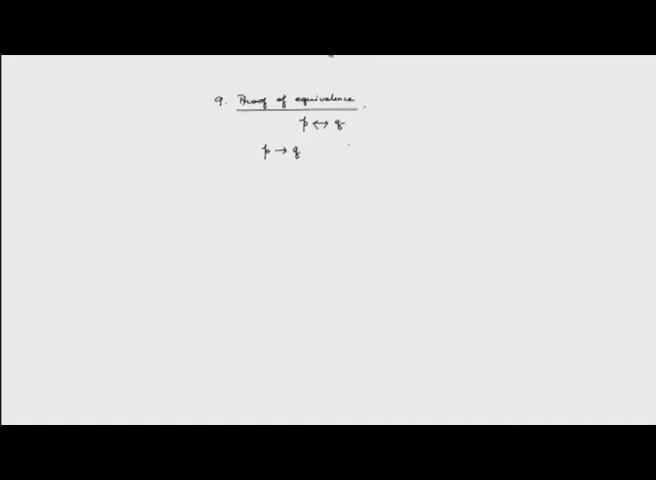 9. Proof of equivalence.
p ↔ q
p → q